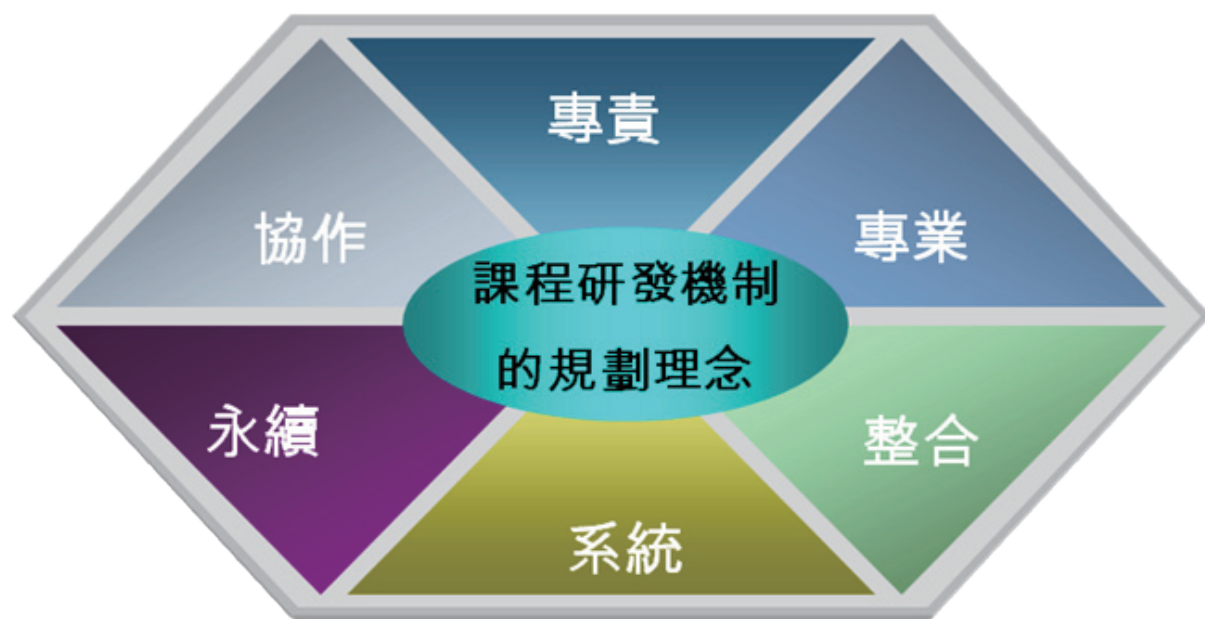 專責
協作
專業
課程研發機制
的規劃理念
永續
整合
系統